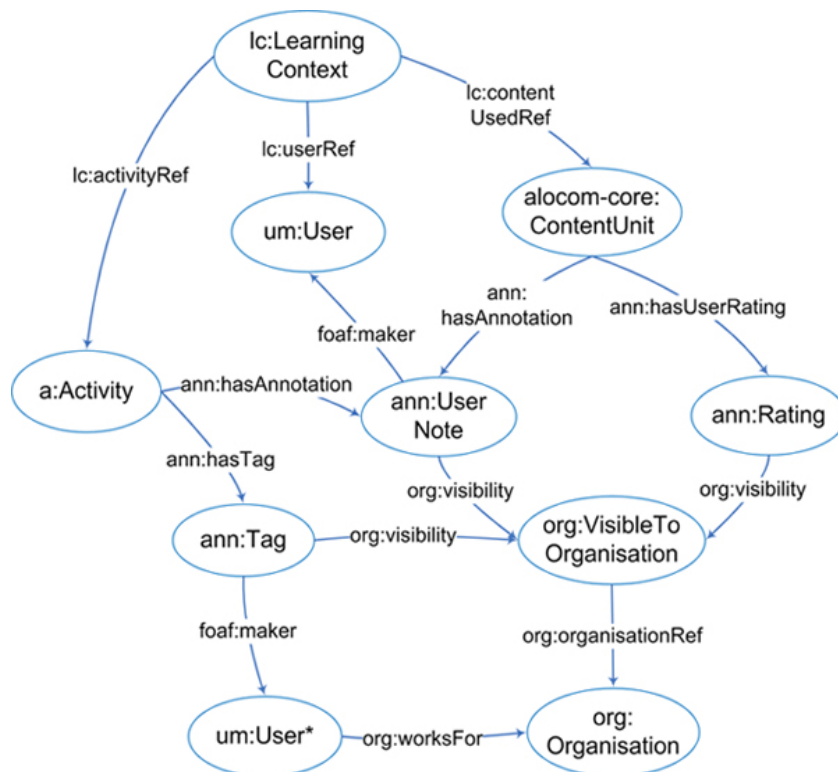 lc:Learning
Context
lc:content
UsedRef
lc:userRef
lc:activityRef
alocom-core:
ContentUnit
um:User
ann:
hasAnnotation
ann:hasUserRating
foaf:maker
a:Activity
ann:hasAnnotation
ann:User
Note
ann:Rating
ann:hasTag
org:visibility
org:visibility
ann:Tag
org:visibility
org:VisibleTo
Organisation
foaf:maker
org:organisationRef
um:User*
org:worksFor
org:
Organisation